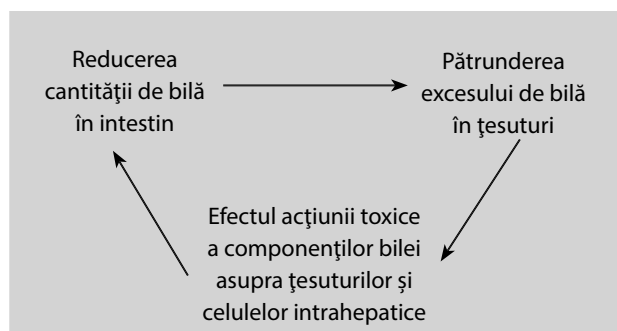 Reducerea
cantităţii de bilă
în intestin
Pătrunderea
excesului de bilă
în ţesuturi
Efectul acţiunii toxice
a componenţilor bilei
asupra ţesuturilor și
celulelor intrahepatice